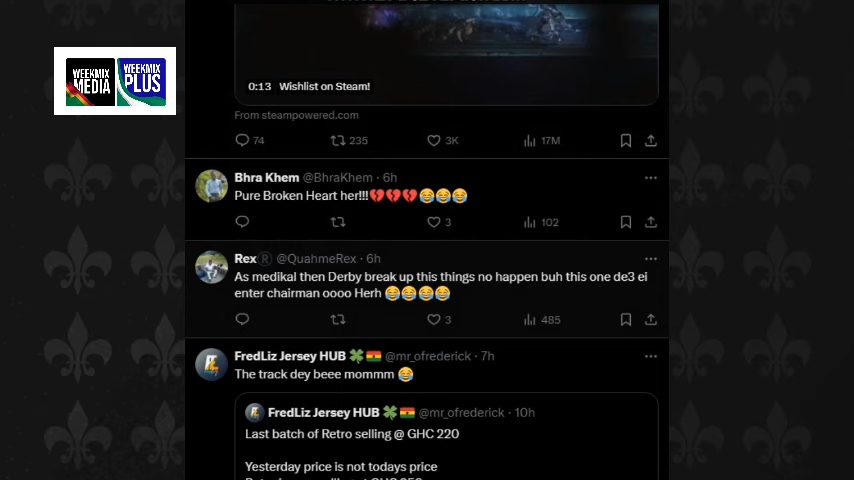 WEEKMIX
MEDIA
WEEKMIX
PLUS
0:13 Wishlist on Steam!
From steampowered.com
74 235 3K 17M
Bhra Khem @BhraKhem · 6h
Pure Broken Heart her!!!💔💔💔😂😂😂
3 102
Rex®️ @QuahmeRex · 6h
As medikal then Derby break up this things no happen buh this one de3 ei
enter chairman oooo Herh 😂😂😂😂
3 485
FredLiz Jersey HUB 🍀🇬🇭 @mr_ofrederick · 7h
The track dey beee mommm 😂
FredLiz Jersey HUB 🍀🇬🇭 @mr_ofrederick · 10h
Last batch of Retro selling @ GHC 220
Yesterday price is not todays price